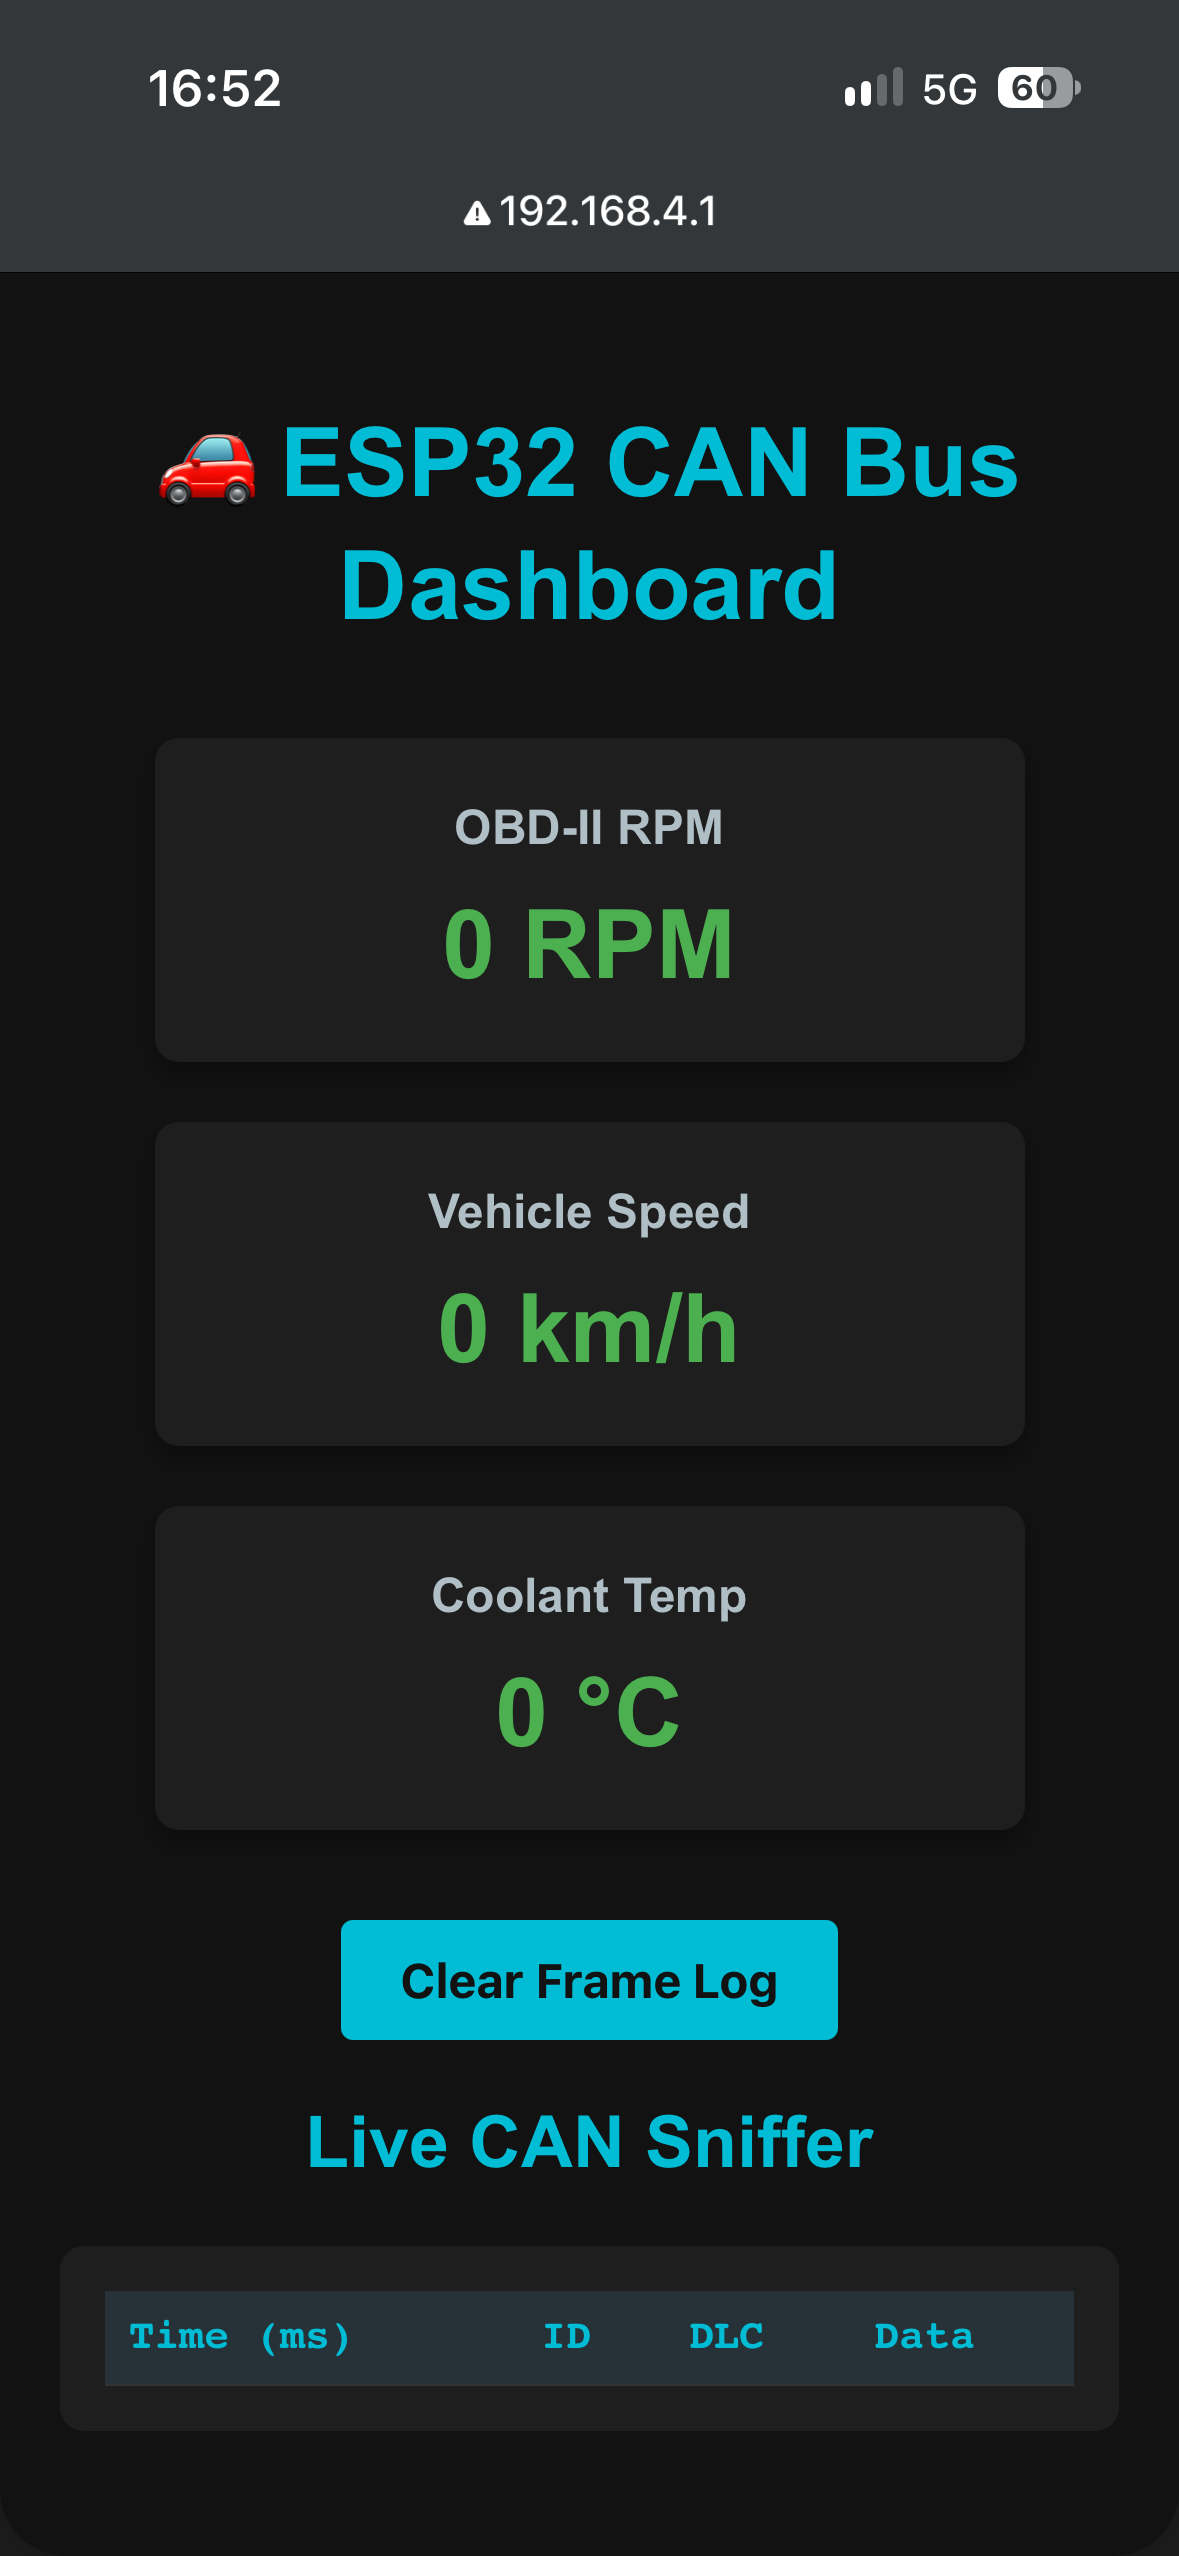 16:52 5G 60
192.168.4.1
ESP32 CAN Bus
Dashboard
OBD-II RPM
0 RPM
Vehicle Speed
0 km/h
Coolant Temp
0 °C
Clear Frame Log
Live CAN Sniffer
Time (ms) ID DLC Data